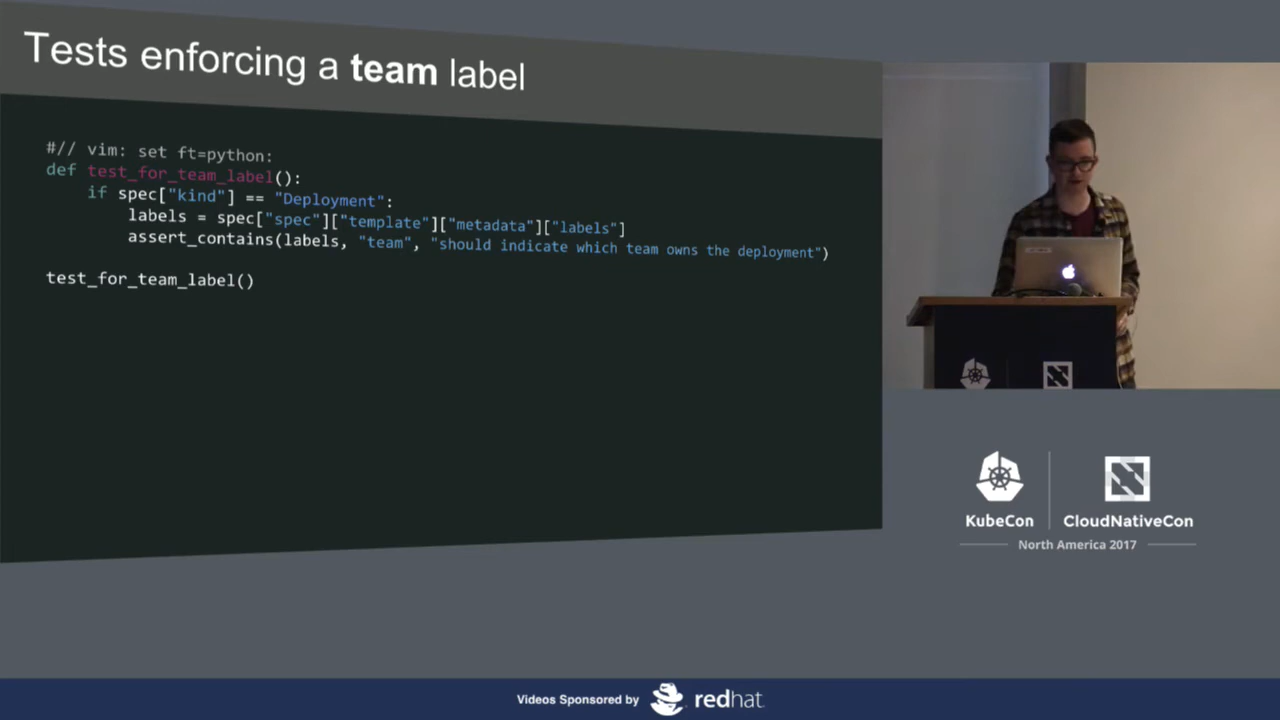 Tests enforcing a team label
#// vim: set ft=python:
def test_for_team_label():
if spec["kind"] == "Deployment":
labels = spec["spec"]["template"]["metadata"]["labels"]
assert_contains(labels, "team", "should indicate which team owns the deployment")
test_for_team_label()
KubeCon
CloudNativeCon
North America 2017
Videos Sponsored by
redhat